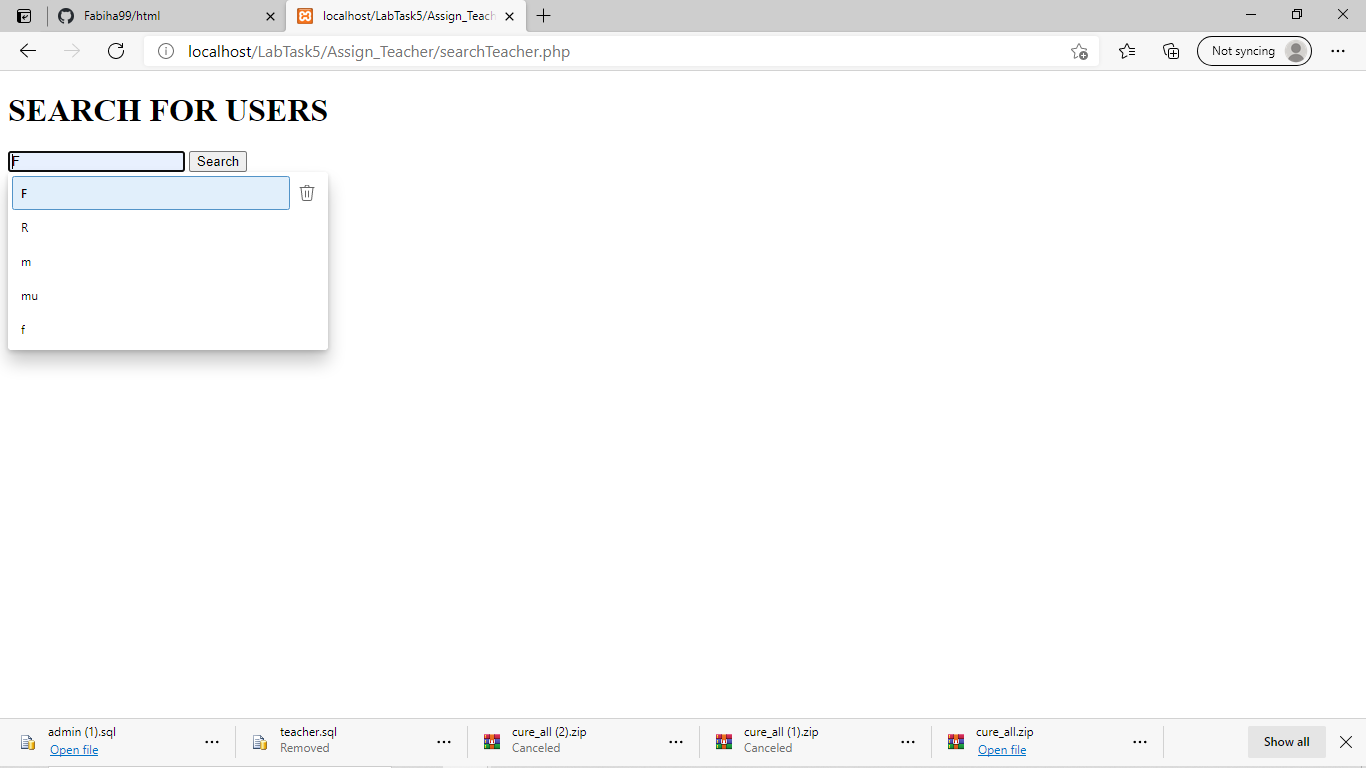 Fabiha99/html
localhost/LabTask5/Assign_Teach
localhost/LabTask5/Assign_Teacher/searchTeacher.php
Not syncing
SEARCH FOR USERS
F
Search
F
R
m
mu
f
admin (1).sql
Open file
teacher.sql
Removed
cure_all (2).zip
Canceled
cure_all (1).zip
Canceled
cure_all.zip
Open file
Show all